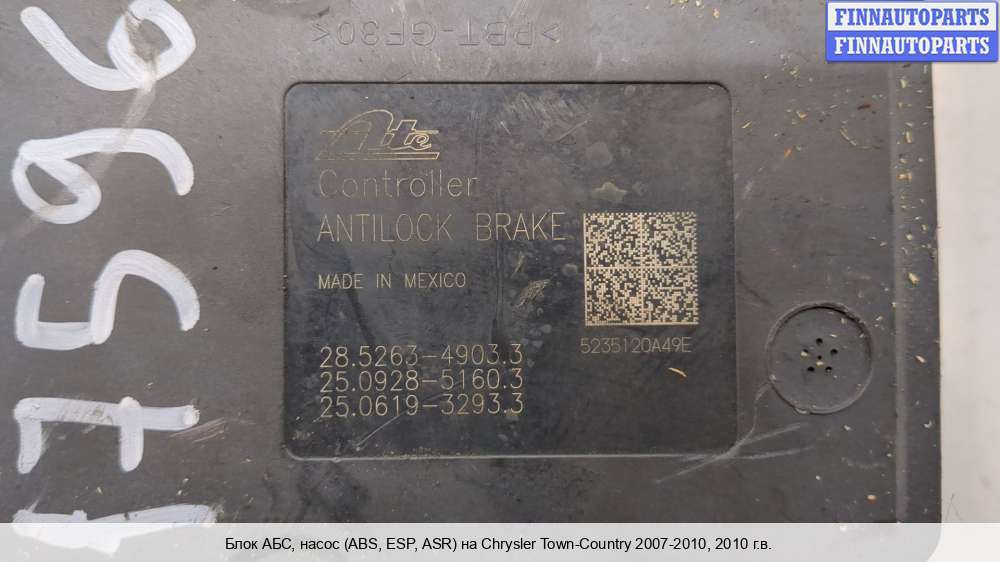 FINNAUTOPARTS
FINNAUTOPARTS
>PBT-GF30<
Ate
Controller
ANTILOCK BRAKE
MADE IN MEXICO
5235120A49E
28.5263-4903.3
25.0928-5160.3
25.0619-3293.3
17596
Блок АБС, насос (ABS, ESP, ASR) на Chrysler Town-Country 2007-2010, 2010 г.в.